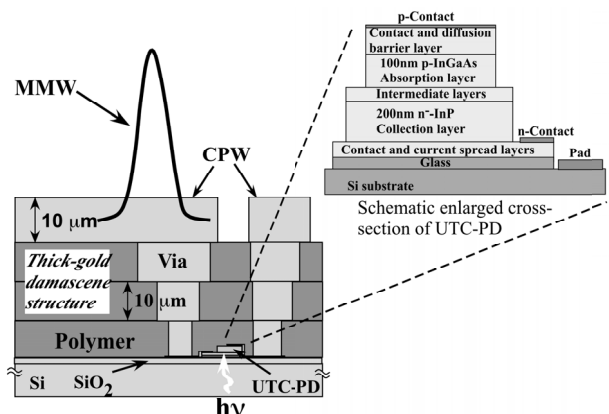 MMW
CPW
10 μm
Thick-gold
damascene
structure
Via
10 μm
Polymer
Si
SiO2
UTC-PD
hν
p-Contact
Contact and diffusion
barrier layer
100nm p-InGaAs
Absorption layer
Intermediate layers
200nm n⁻-InP
Collection layer
n-Contact
Contact and current spread layers
Glass
Pad
Si substrate
Schematic enlarged cross-
section of UTC-PD